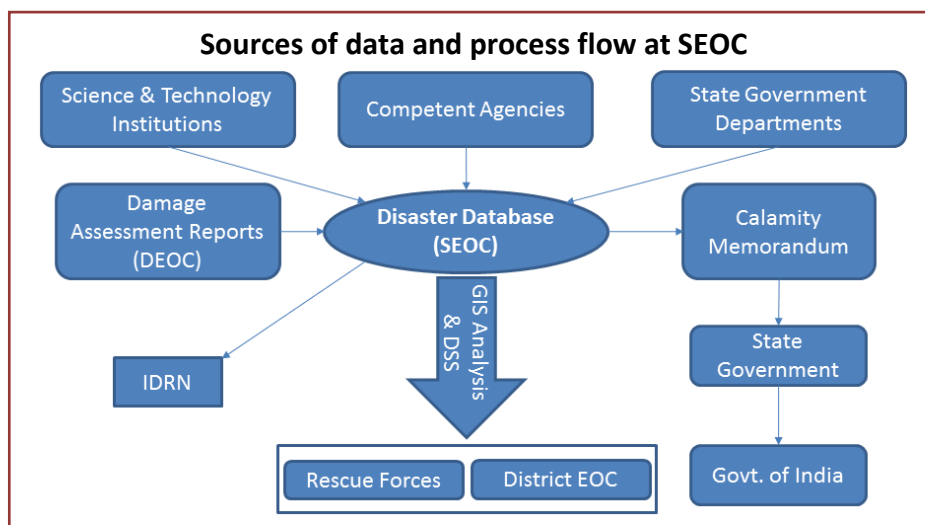 Sources of data and process flow at SEOC
Science & Technology
Institutions
Competent Agencies
State Government
Departments
Damage
Assessment Reports
(DEOC)
Disaster Database
(SEOC)
Calamity
Memorandum
GIS Analysis
& DSS
IDRN
State
Government
Rescue Forces
District EOC
Govt. of India